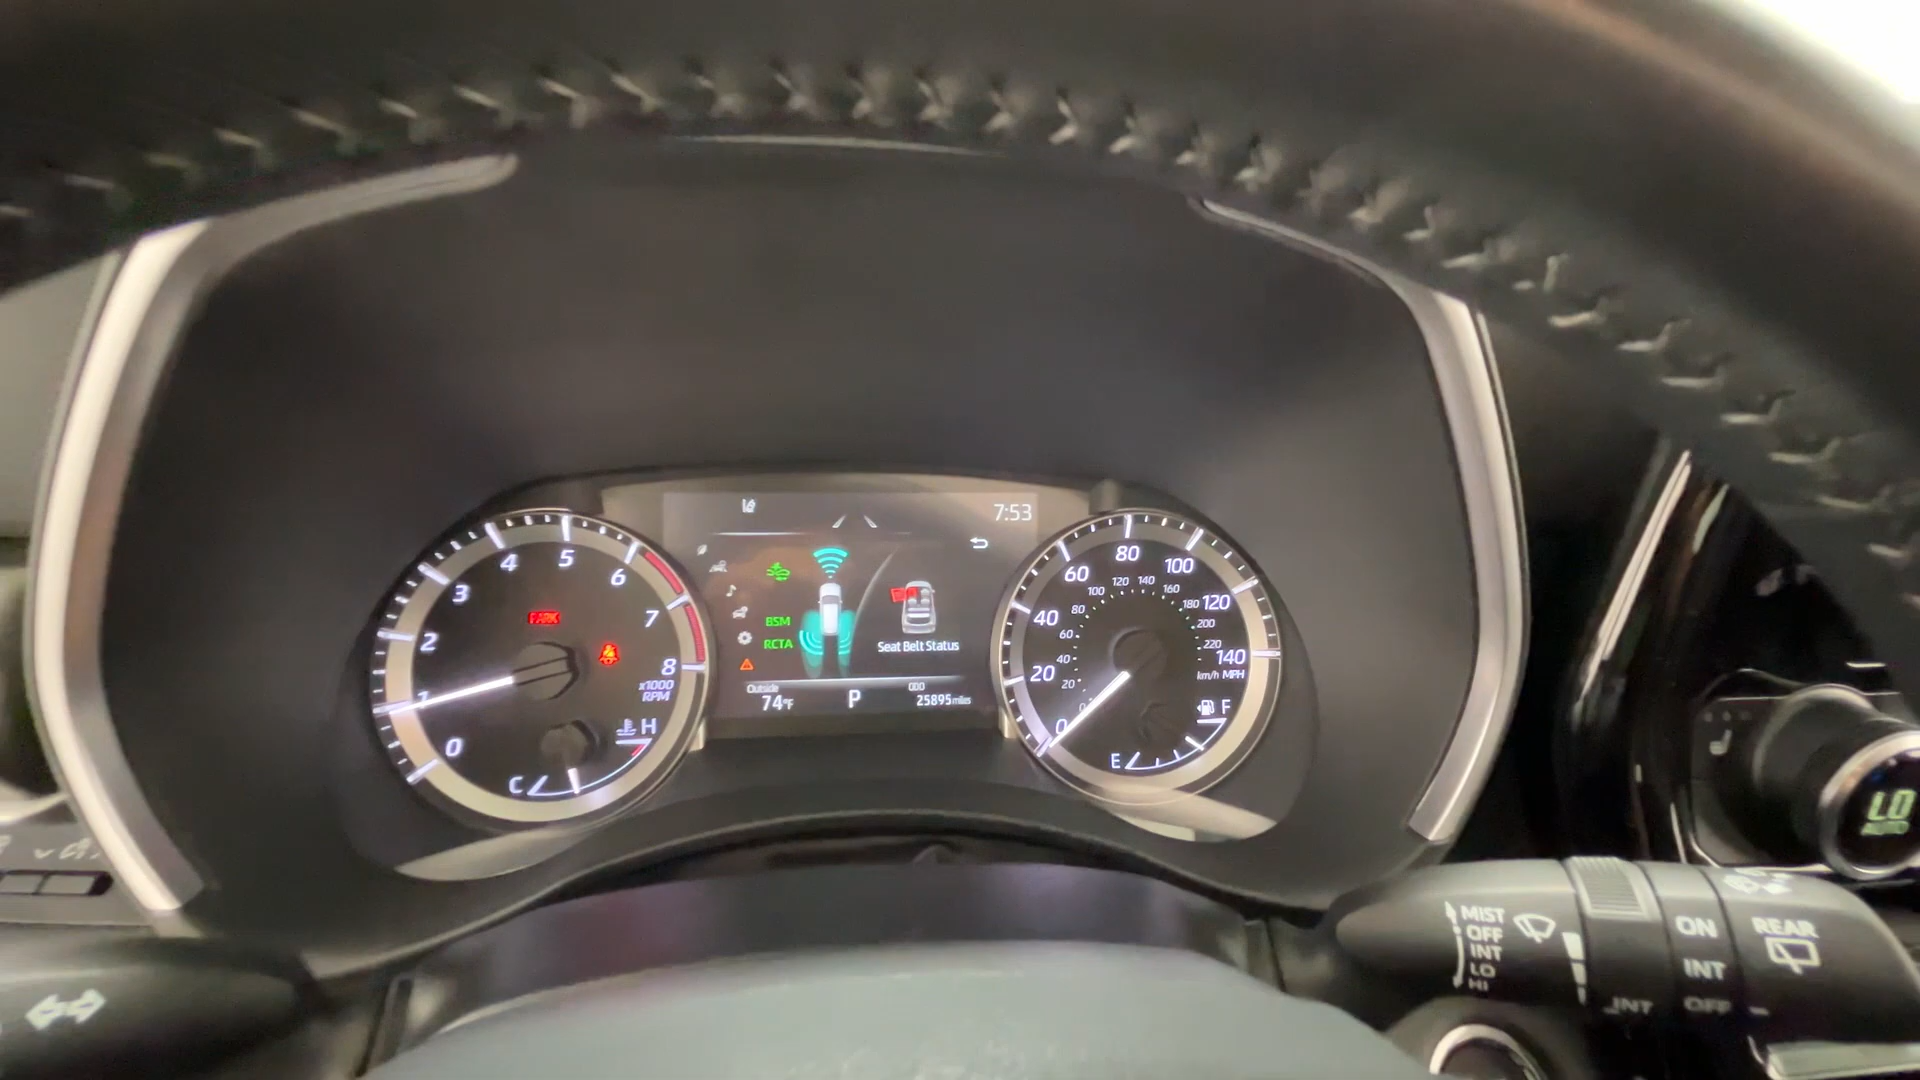 7:53
BSM
RCTA
Seat Belt Status
Outside
74°F
P
ODO
25895 miles
PARK
0
1
2
3
4
5
6
7
8
x1000
RPM
H
C
0
20
40
60
80
100
120
140
MPH
km/h
0
20
40
60
80
100
120
140
160
180
200
220
F
E
LO
AUTO
MIST
OFF
INT
LO
HI
INT
ON
INT
OFF
REAR